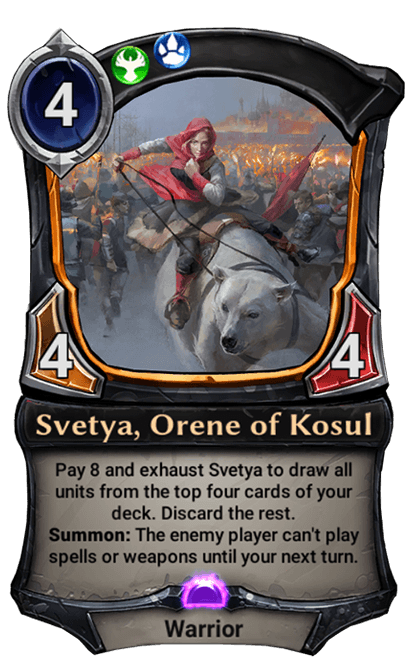 4
4
4
Svetya, Orene of Kosul
Pay 8 and exhaust Svetya to draw all
units from the top four cards of your
deck. Discard the rest.
Summon: The enemy player can't play
spells or weapons until your next turn.
Warrior